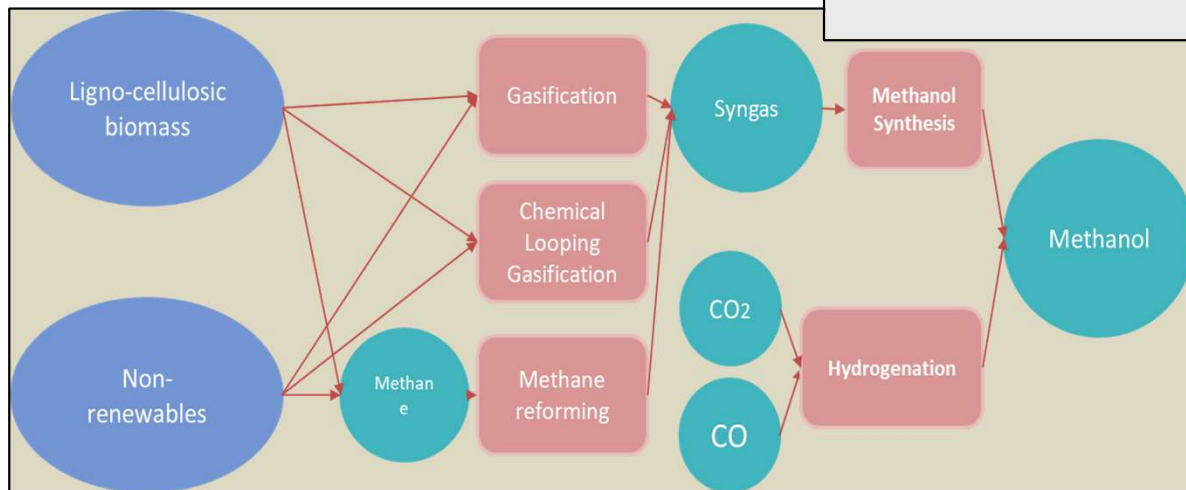 Ligno-cellulosic
biomass
Gasification
Syngas
Methanol
Synthesis
Chemical
Looping
Gasification
Methanol
CO2
Non-
renewables
Methan
e
Methane
reforming
Hydrogenation
CO